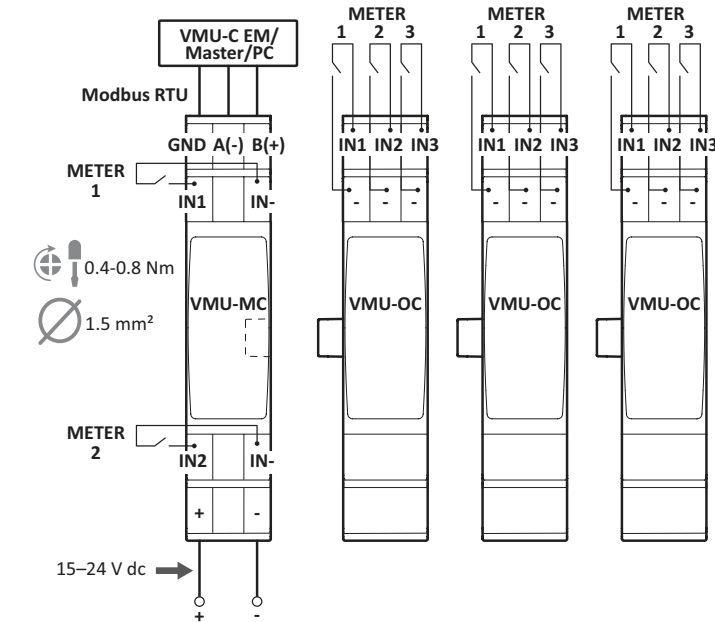 VMU-C EM/
Master/PC
METER
1 2 3
METER
1 2 3
METER
1 2 3
Modbus RTU
GND A(-) B(+)
IN1 IN2 IN3
IN1 IN2 IN3
IN1 IN2 IN3
METER
1
IN1 IN-
- - -
- - -
- - -
0.4-0.8 Nm
1.5 mm²
VMU-MC
VMU-OC
VMU-OC
VMU-OC
METER
2
IN2 IN-
+ -
15–24 V dc
+ -